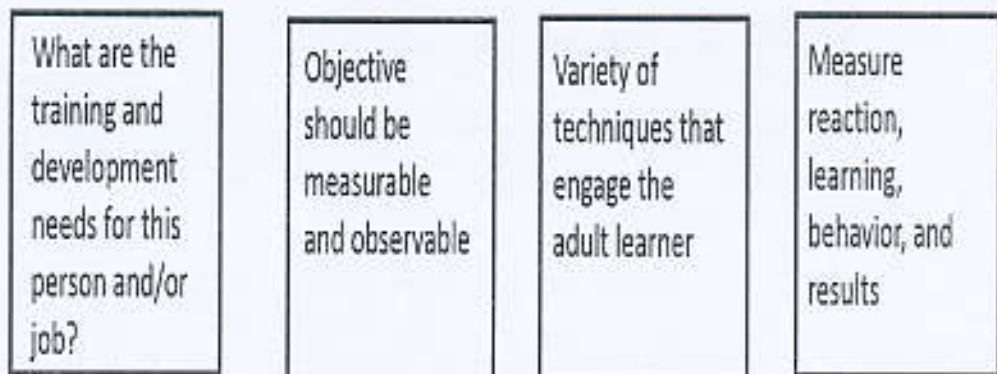 What are the
training and
development
needs for this
person and/or
job?
Objective
should be
measurable
and observable
Variety of
techniques that
engage the
adult learner
Measure
reaction,
learning,
behavior, and
results